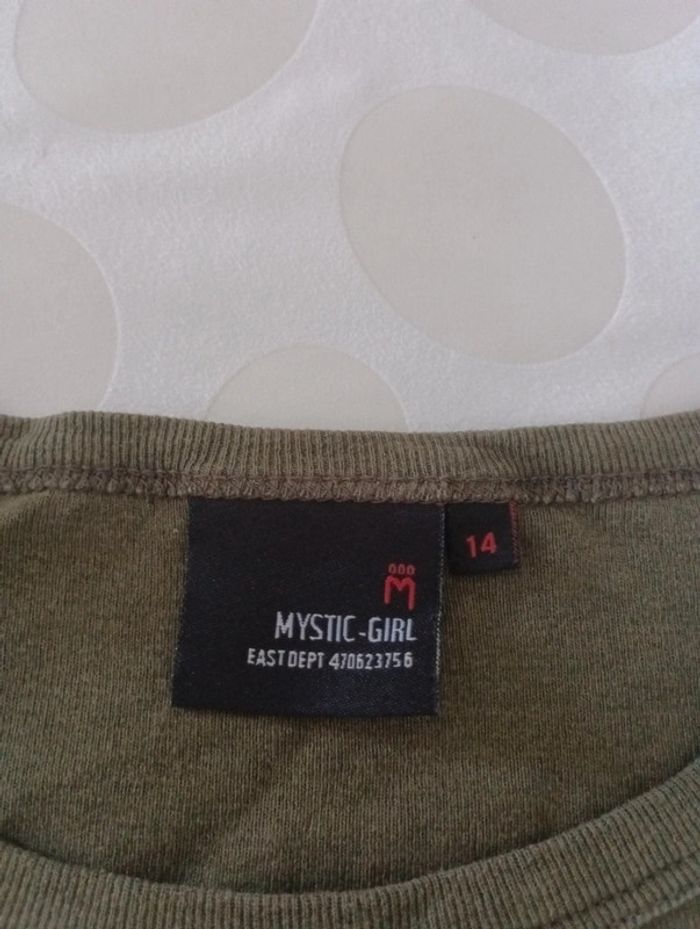 M
MYSTIC-GIRL
EAST DEPT 470623756
14